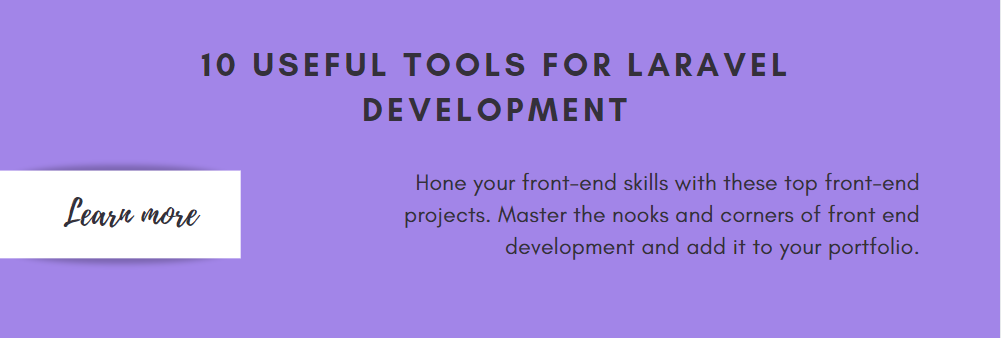 10 USEFUL TOOLS FOR LARAVEL
DEVELOPMENT
Learn more
Hone your front-end skills with these top front-end
projects. Master the nooks and corners of front end
development and add it to your portfolio.